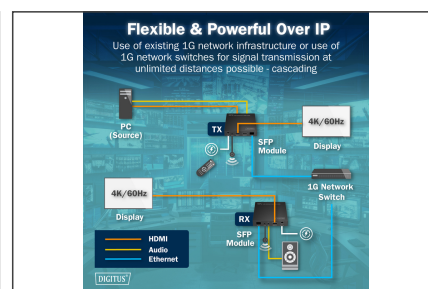 Flexible & Powerful Over IP
Use of existing 1G network infrastructure or use of
1G network switches for signal transmission at
unlimited distances possible - cascading
PC
(Source)
TX
SFP
Module
4K/60Hz
Display
1G Network
Switch
4K/60Hz
Display
RX
SFP
Module
HDMI
Audio
Ethernet
DIGITUS